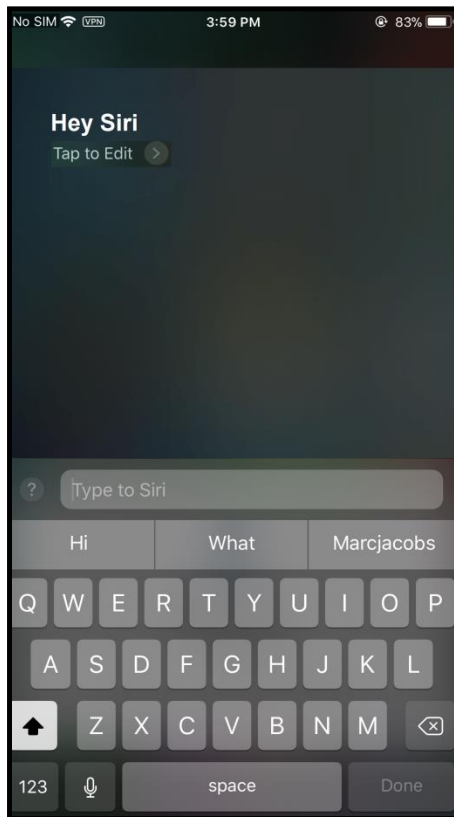 No SIM VPN 3:59 PM 83%
Hey Siri
Tap to Edit >
? Type to Siri
Hi What Marcjacobs
Q W E R T Y U I O P
A S D F G H J K L
Z X C V B N M
123 space Done